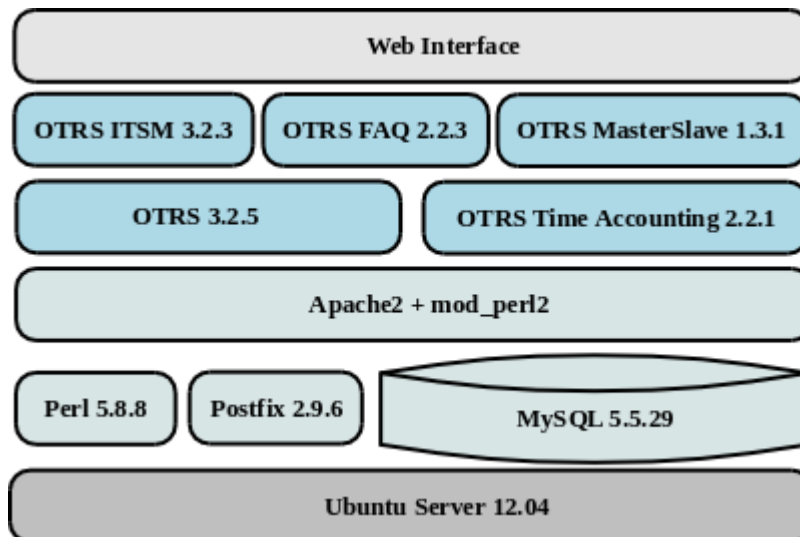 Web Interface
OTRS ITSM 3.2.3
OTRS FAQ 2.2.3
OTRS MasterSlave 1.3.1
OTRS 3.2.5
OTRS Time Accounting 2.2.1
Apache2 + mod_perl2
Perl 5.8.8
Postfix 2.9.6
MySQL 5.5.29
Ubuntu Server 12.04